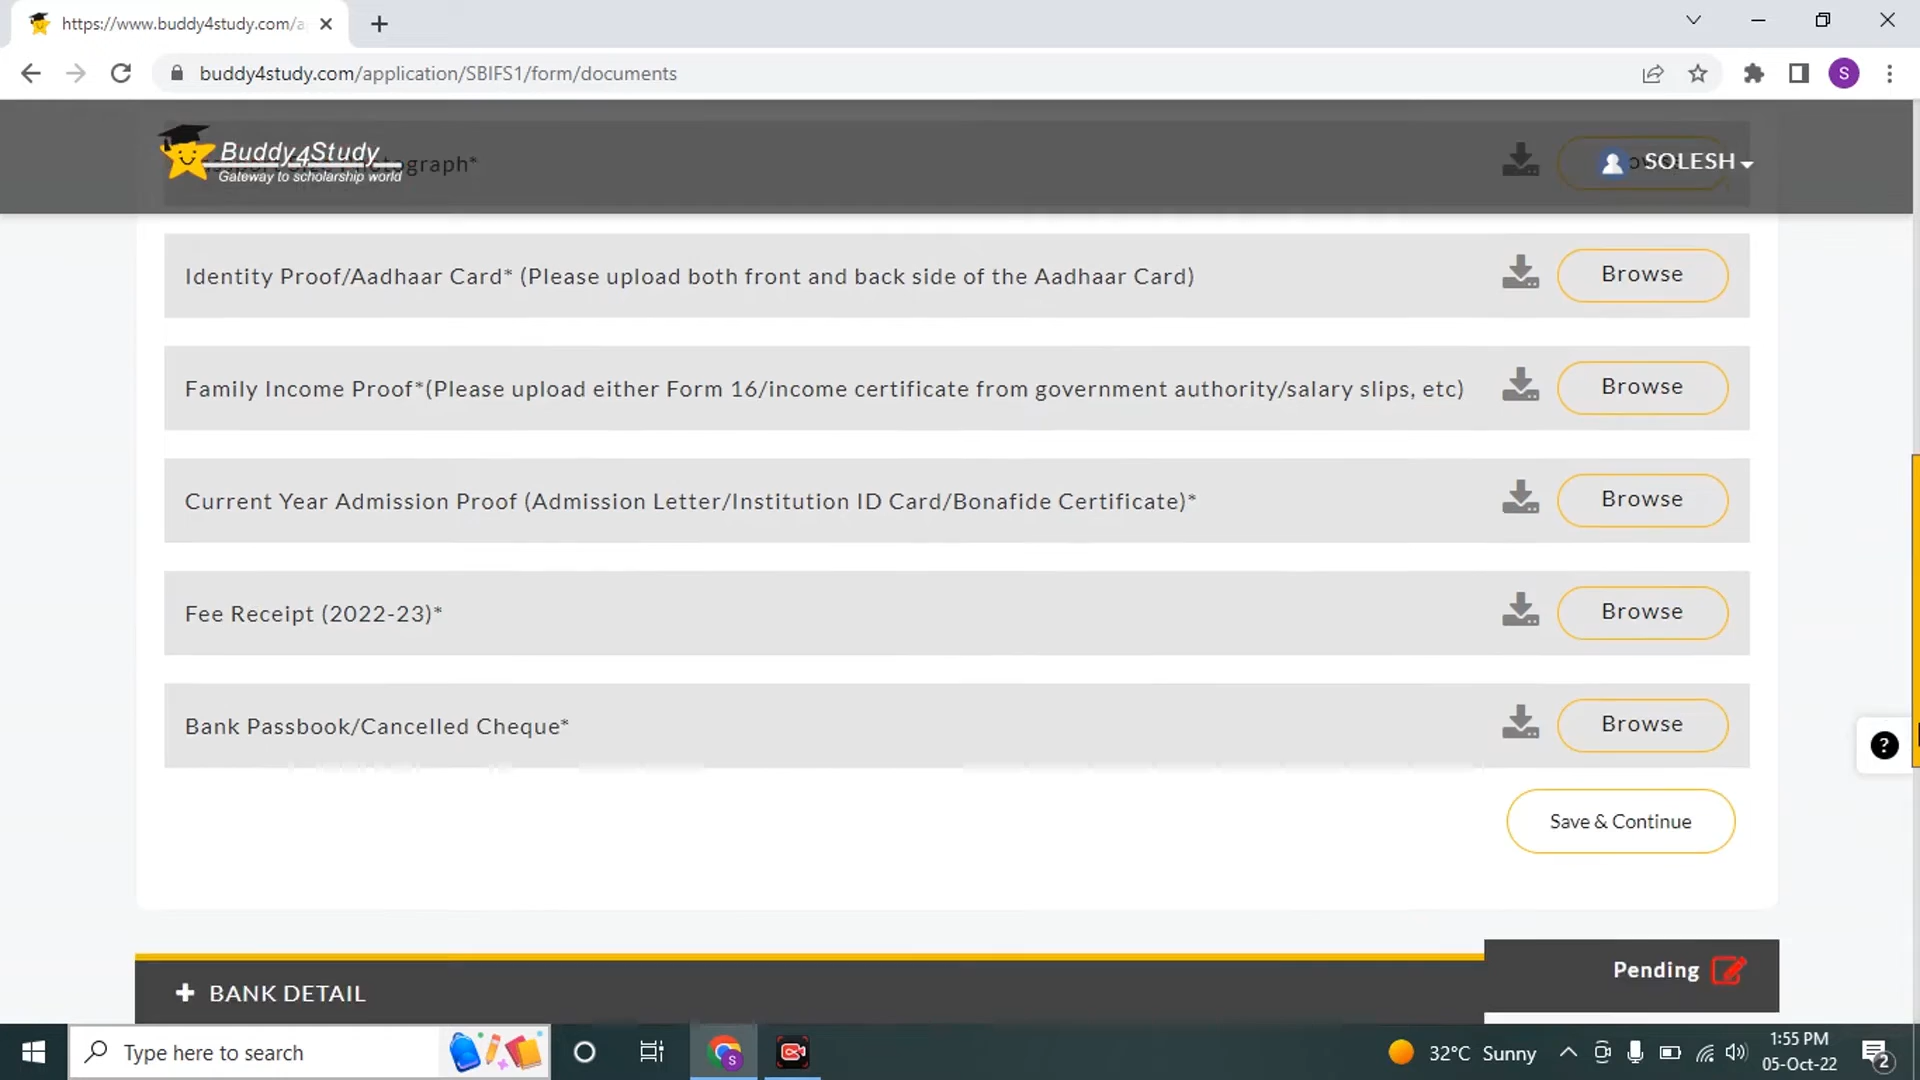 https://www.buddy4study.com/a
buddy4study.com/application/SBIFS1/form/documents
S
Buddy4Study
Gateway to scholarship world
ograph*
SOLESH
Identity Proof/Aadhaar Card* (Please upload both front and back side of the Aadhaar Card)
Browse
Family Income Proof*(Please upload either Form 16/income certificate from government authority/salary slips, etc)
Browse
Current Year Admission Proof (Admission Letter/Institution ID Card/Bonafide Certificate)*
Browse
Fee Receipt (2022-23)*
Browse
Bank Passbook/Cancelled Cheque*
Browse
?
Save & Continue
Pending
+ BANK DETAIL
Type here to search
S
32°C Sunny
1:55 PM
05-Oct-22
2